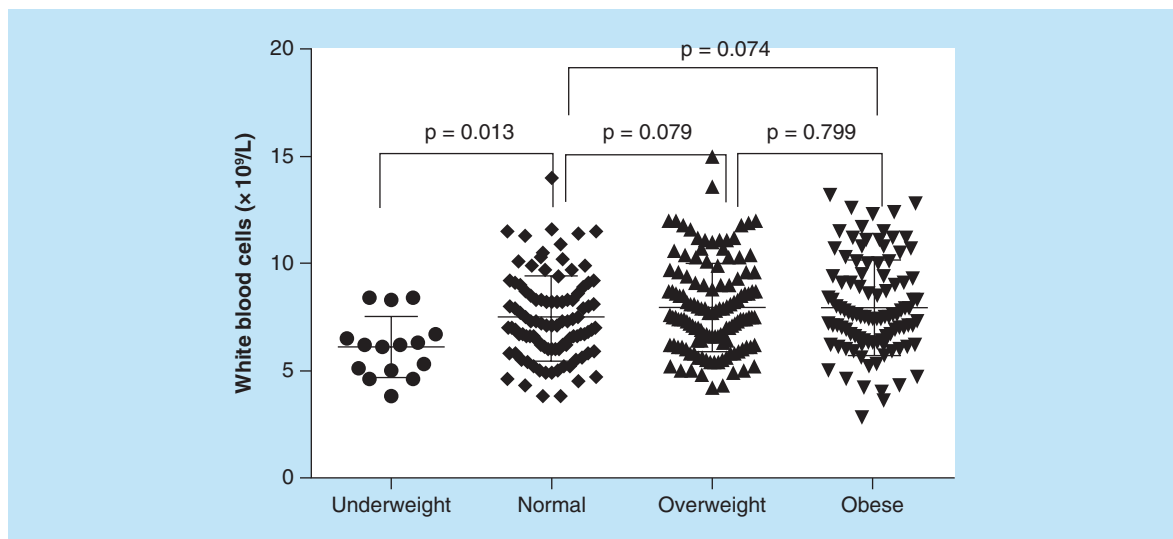 20
p = 0.074
p = 0.013
p = 0.079
p = 0.799
15
10
5
0
White blood cells (× 10⁹/L)
Underweight
Normal
Overweight
Obese